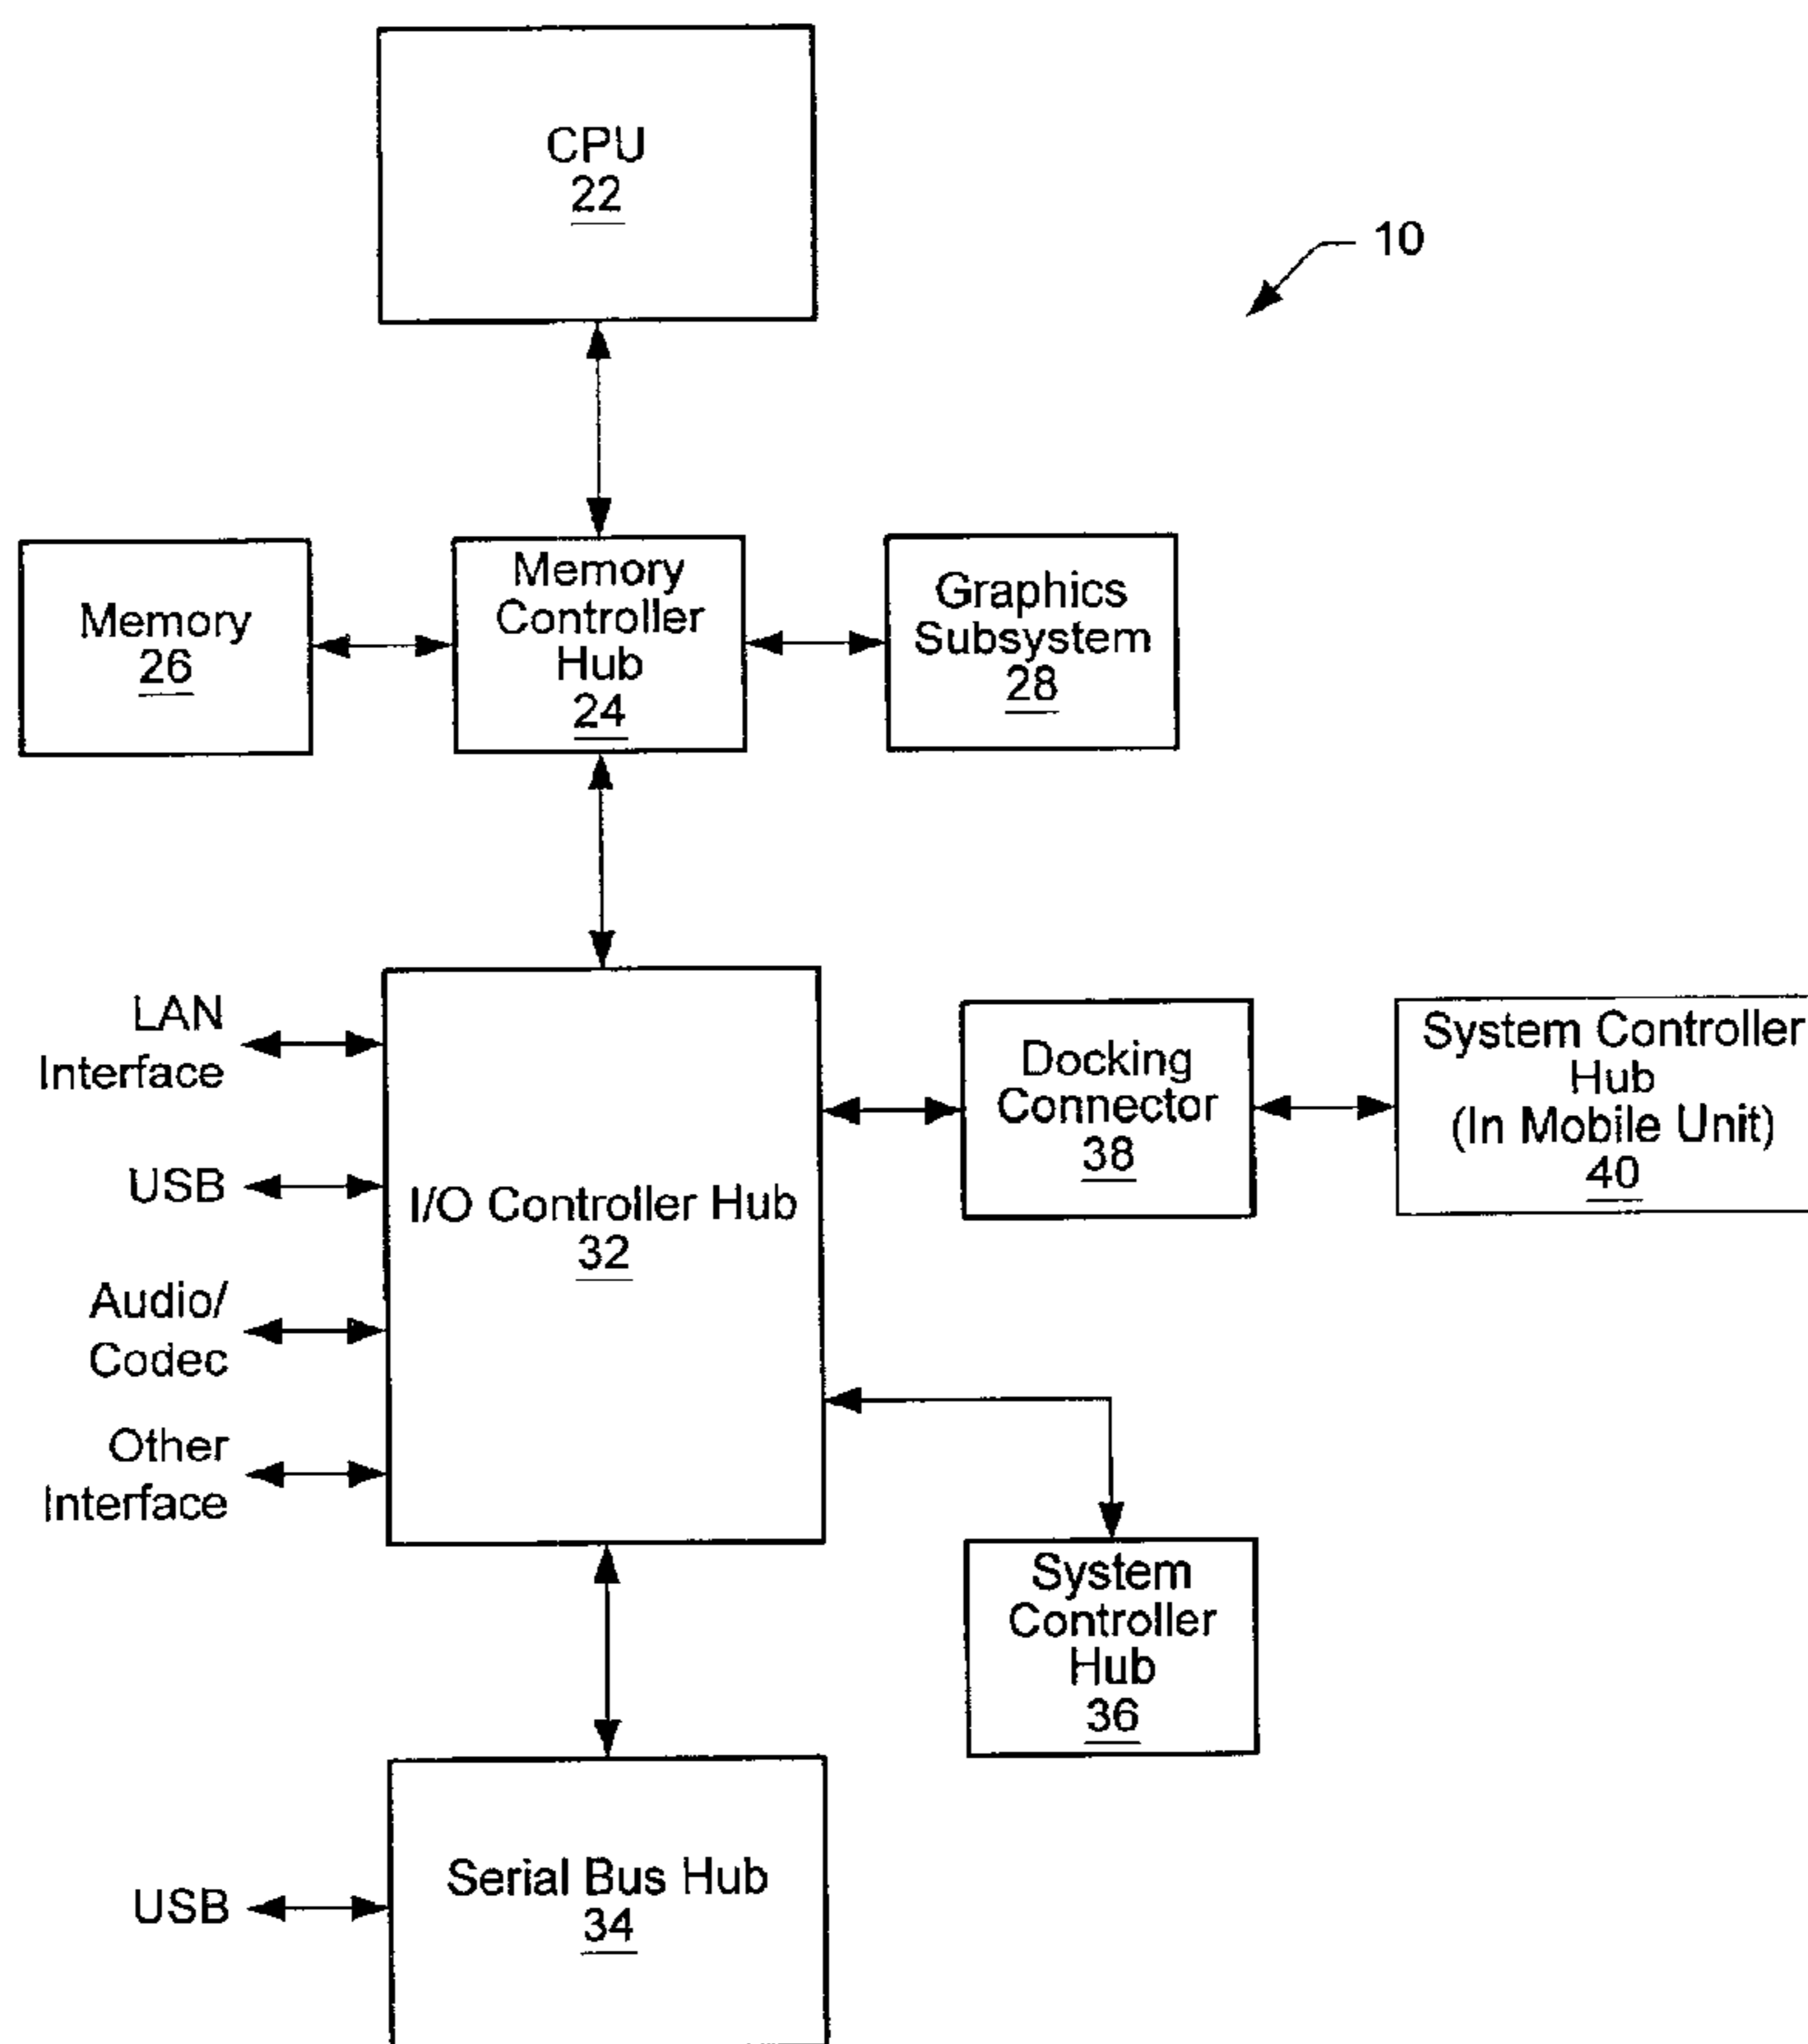 CPU
22
10
Memory
26
Memory
Controller
Hub
24
Graphics
Subsystem
28
LAN
Interface
USB
Audio/
Codec
Other
Interface
I/O Controller Hub
32
Docking
Connector
38
System Controller
Hub
(In Mobile Unit)
40
System
Controller
Hub
36
USB
Serial Bus Hub
34